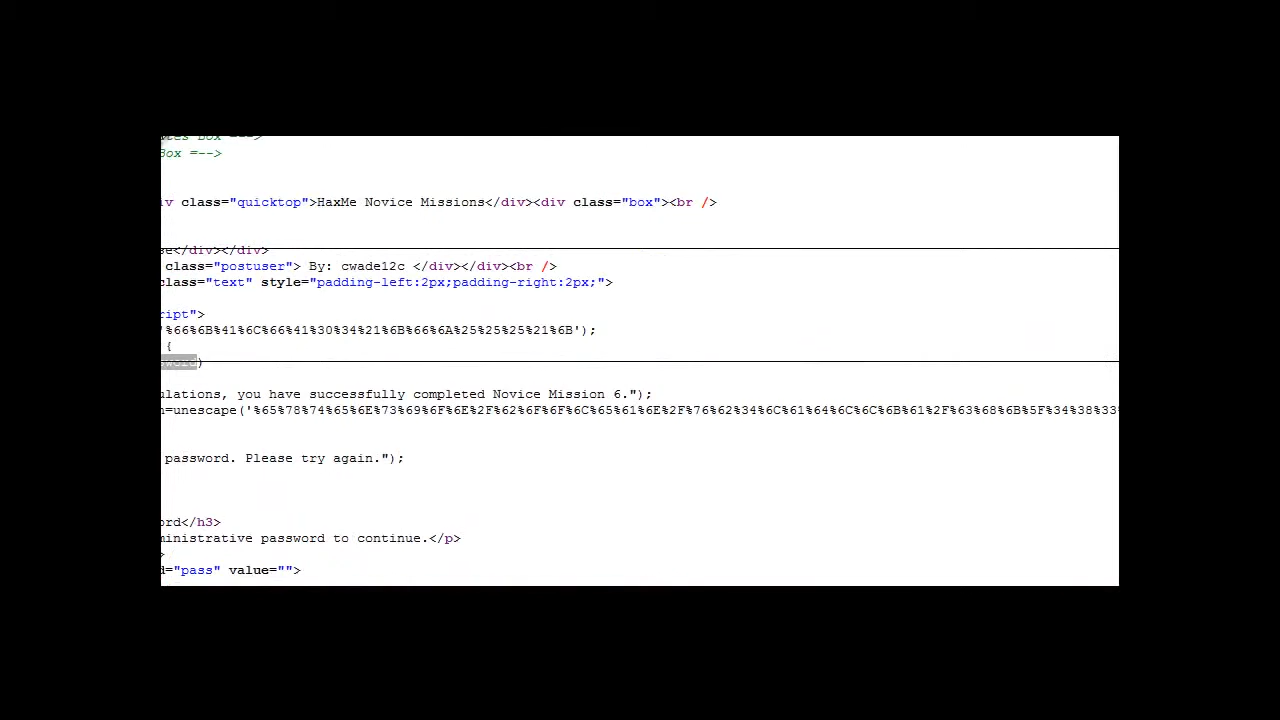 Box =-->
iv class="quicktop">HaxMe Novice Missions</div><div class="box"><br />
se</div></div>
class="postuser"> By: cwade12c </div></div><br />
class="text" style="padding-left:2px;padding-right:2px;">
ript">
'%66%6B%41%6C%66%41%30%34%21%6B%66%6A%25%25%25%21%6B');
{
word)
ulations, you have successfully completed Novice Mission 6.");
n=unescape('%65%78%74%65%6E%73%69%6F%6E%2F%62%6F%6F%6C%65%61%6E%2F%76%62%34%6C%61%64%6C%6C%6B%61%2F%63%68%6B%5F%34%38%33%
password. Please try again.");
ord</h3>
ministrative password to continue.</p>
>
d="pass" value="">